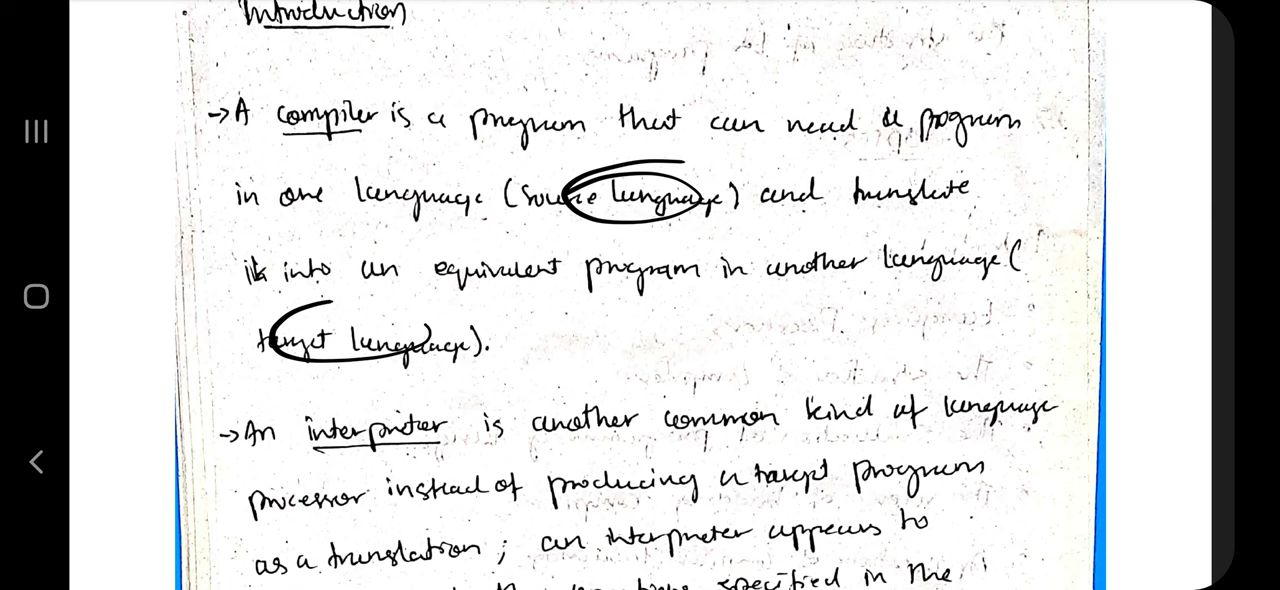 Introduction
→ A compiler is a program that can read a program
in one language (source language) and translate
it into an equivalent program in another language (
target language).
→ An interpreter is another common kind of language
processor instead of producing a target program
as a translation; an interpreter appears to
specified in the